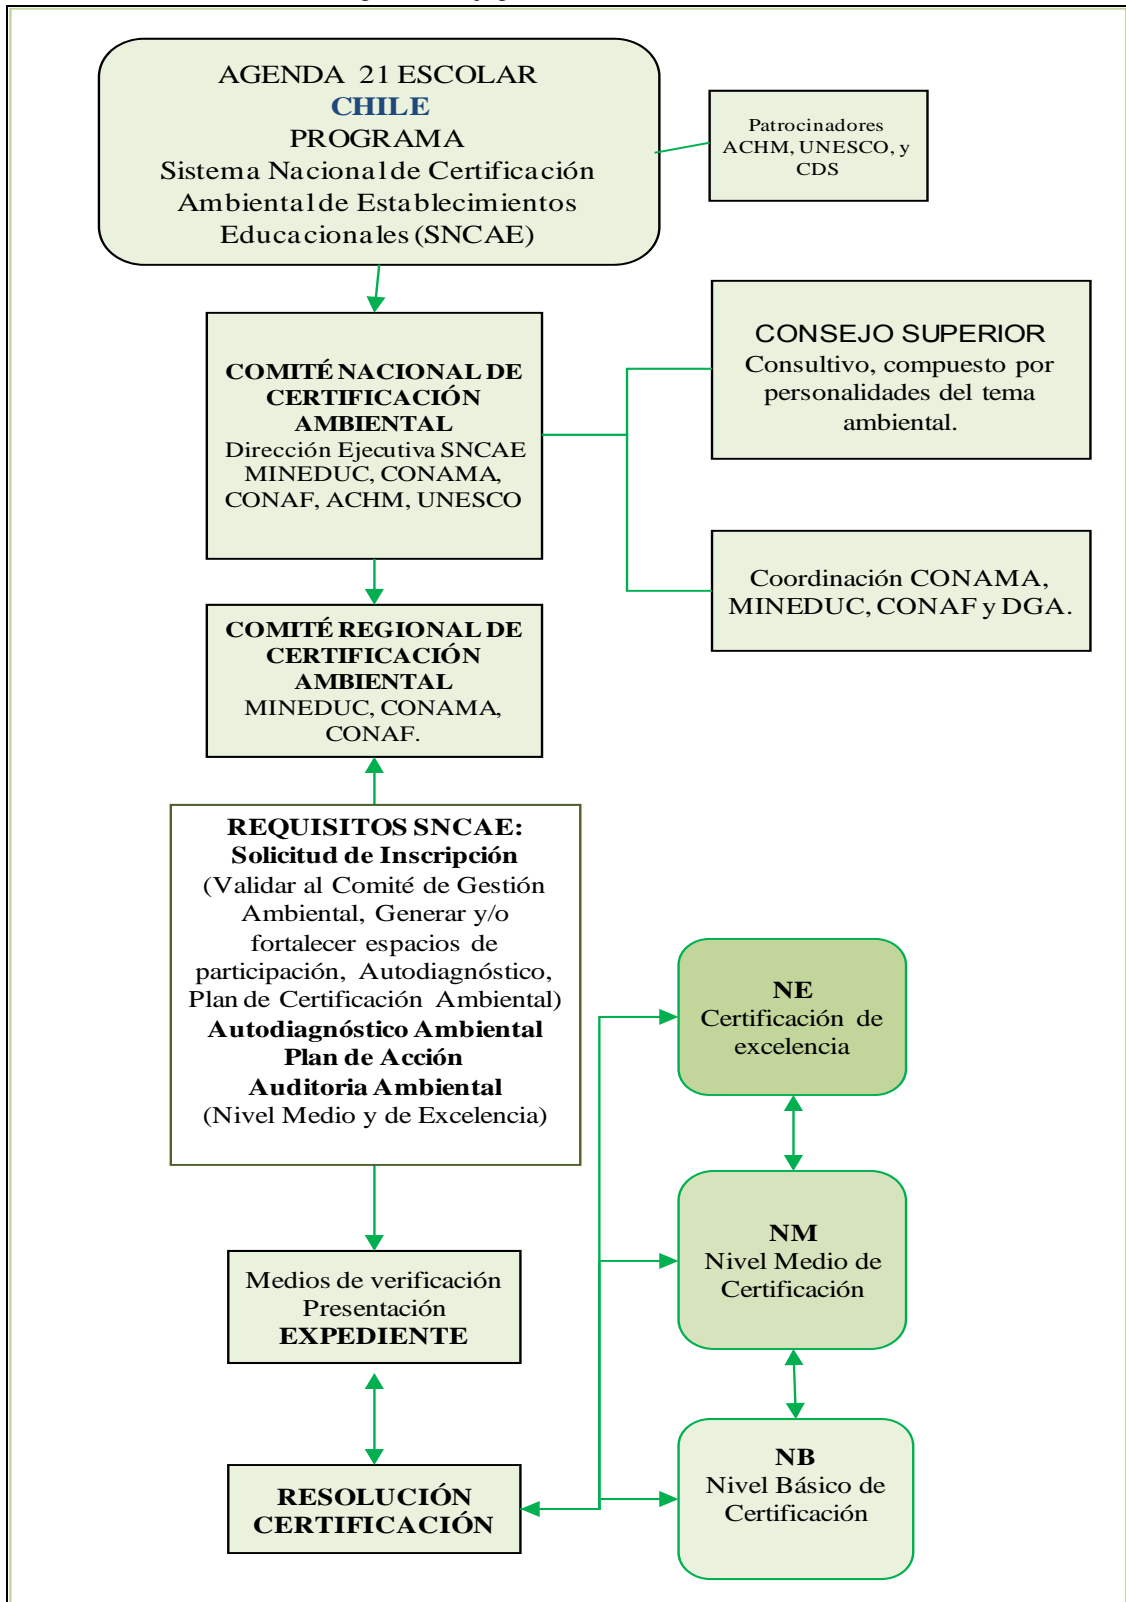 AGENDA 21 ESCOLAR
CHILE
PROGRAMA
Sistema Nacional de Certificación
Ambiental de Establecimientos
Educacionales (SNCAE)
Patrocinadores
ACHM, UNESCO, y
CDS
COMITÉ NACIONAL DE
CERTIFICACIÓN
AMBIENTAL
Dirección Ejecutiva SNCAE
MINEDUC, CONAMA,
CONAF, ACHM, UNESCO
CONSEJO SUPERIOR
Consultivo, compuesto por
personalidades del tema
ambiental.
Coordinación CONAMA,
MINEDUC, CONAF y DGA.
COMITÉ REGIONAL DE
CERTIFICACIÓN
AMBIENTAL
MINEDUC, CONAMA,
CONAF.
REQUISITOS SNCAE:
Solicitud de Inscripción
(Validar al Comité de Gestión
Ambiental, Generar y/o
fortalecer espacios de
participación, Autodiagnóstico,
Plan de Certificación Ambiental)
Autodiagnóstico Ambiental
Plan de Acción
Auditoria Ambiental
(Nivel Medio y de Excelencia)
NE
Certificación de
excelencia
NM
Nivel Medio de
Certificación
Medios de verificación
Presentación
EXPEDIENTE
NB
Nivel Básico de
Certificación
RESOLUCIÓN
CERTIFICACIÓN